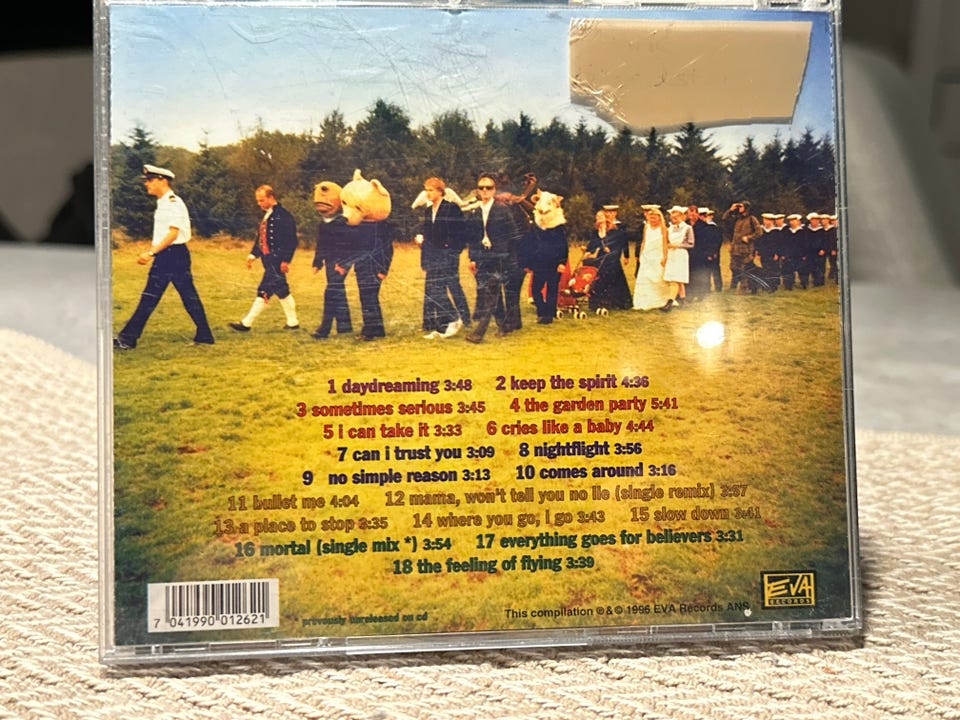 1 daydreaming 3:48 2 keep the spirit 4:36
3 sometimes serious 3:45 4 the garden party 5:41
5 i can take it 3:33 6 cries like a baby 4:44
7 can i trust you 3:09 8 nightflight 3:56
9 no simple reason 3:13 10 comes around 3:16
11 bullet me 4:04 12 mama, won't tell you no lie (single remix) 3:57
13 a place to stop 3:35 14 where you go, i go 3:43 15 slow down 3:41
16 mortal (single mix *) 3:54 17 everything goes for believers 3:31
18 the feeling of flying 3:39
7 041990 012621
* prevously unreleased on cd
This compilation ℗ & © 1996 EVA Records ANS
EVA
RECORDS